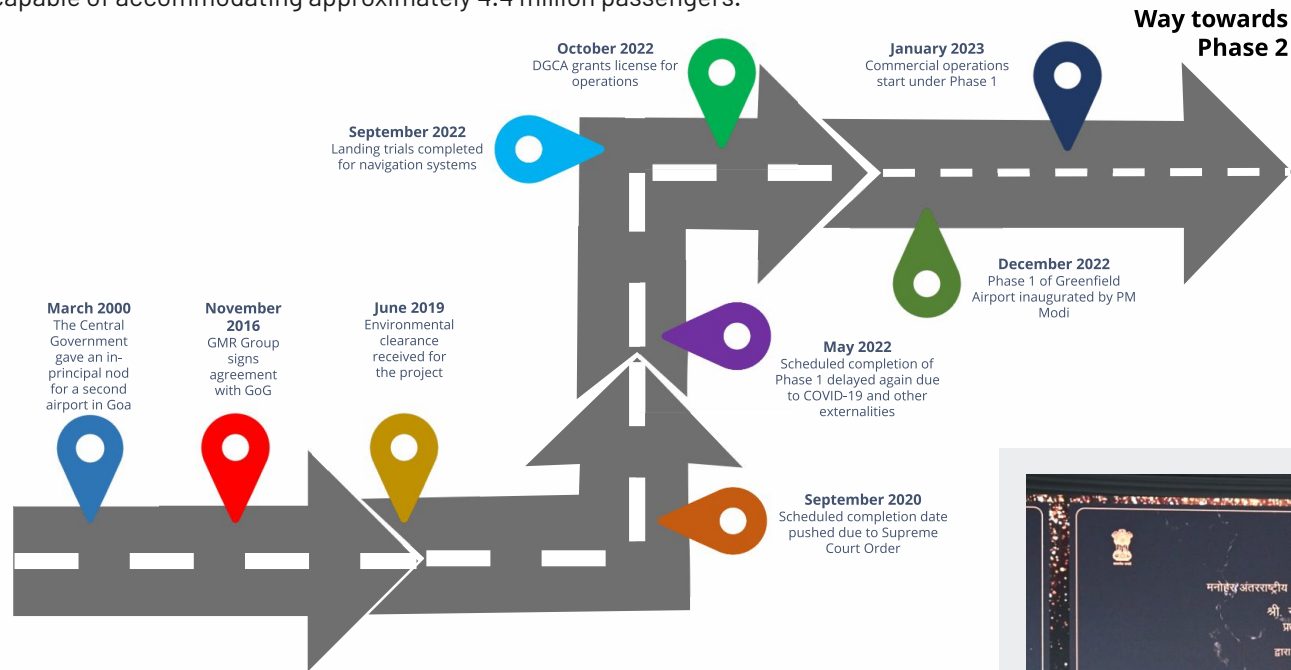 capable of accommodating approximately 4.4 million passengers.
Way towards
Phase 2
October 2022
DGCA grants license for
operations
January 2023
Commercial operations
start under Phase 1
September 2022
Landing trials completed
for navigation systems
December 2022
Phase 1 of Greenfield
Airport inaugurated by PM
Modi
March 2000
The Central
Government
gave an in-
principal nod
for a second
airport in Goa
November
2016
GMR Group
signs
agreement
with GoG
June 2019
Environmental
clearance
received for
the project
May 2022
Scheduled completion of
Phase 1 delayed again due
to COVID-19 and other
externalities
September 2020
Scheduled completion date
pushed due to Supreme
Court Order
अंतरराष्ट्रीय
श्री.
द्वारा